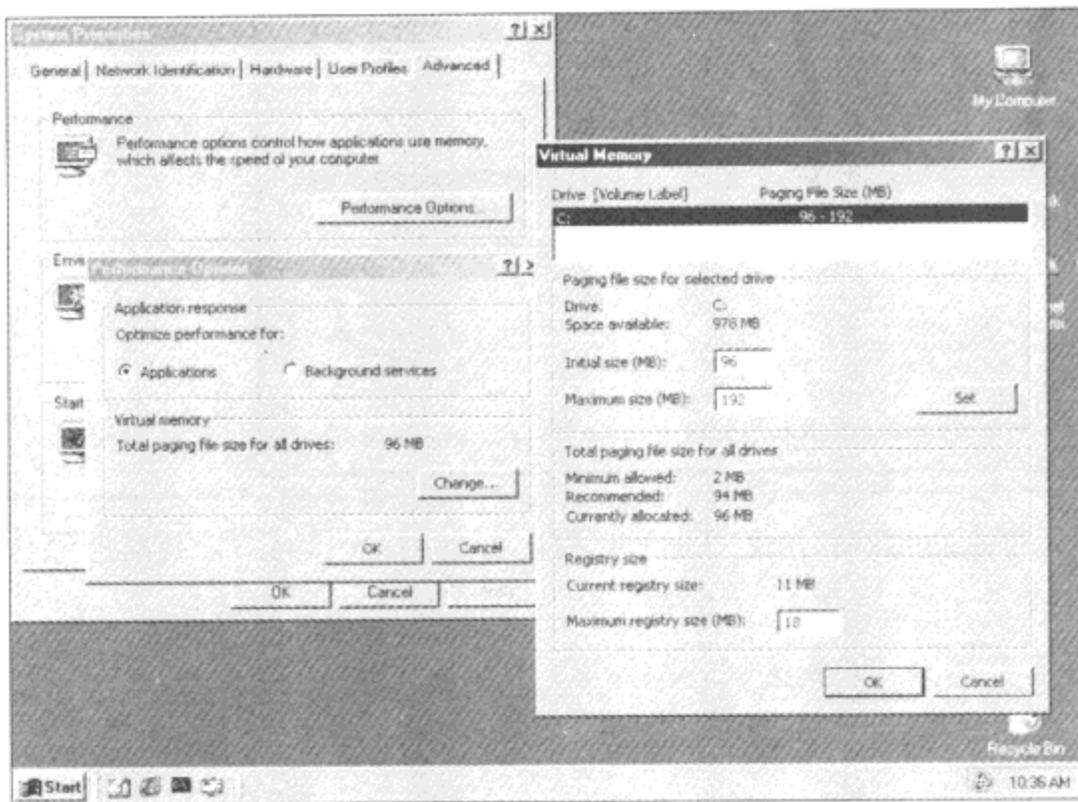 System Properties
General Network Identification Hardware User Profiles Advanced
Performance
Performance options control how applications use memory,
which affects the speed of your computer.
Performance Options...
Performance Options
Application response
Optimize performance for:
Applications Background services
Virtual memory
Total paging file size for all drives: 96 MB
Change...
OK Cancel
Start
OK Cancel Apply
My Computer
Virtual Memory
Drive [Volume Label] Paging File Size (MB)
C: 96 - 192
Paging file size for selected drive
Drive: C:
Space available: 978 MB
Initial size (MB): 96
Maximum size (MB): 192
Set
Total paging file size for all drives
Minimum allowed: 2 MB
Recommended: 94 MB
Currently allocated: 96 MB
Registry size
Current registry size: 11 MB
Maximum registry size (MB): 18
OK Cancel
Recycle Bin
Start 10:36 AM